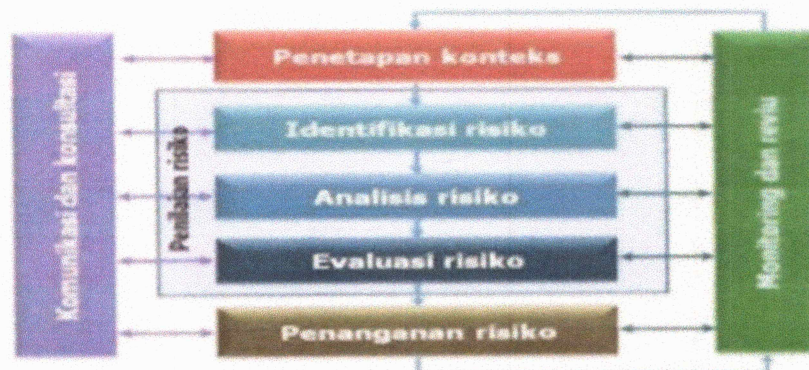 Komunikasi dan konsultasi
Penetapan konteks
Penilaian risiko
Identifikasi risiko
Analisis risiko
Evaluasi risiko
Penanganan risiko
Monitoring dan reviu